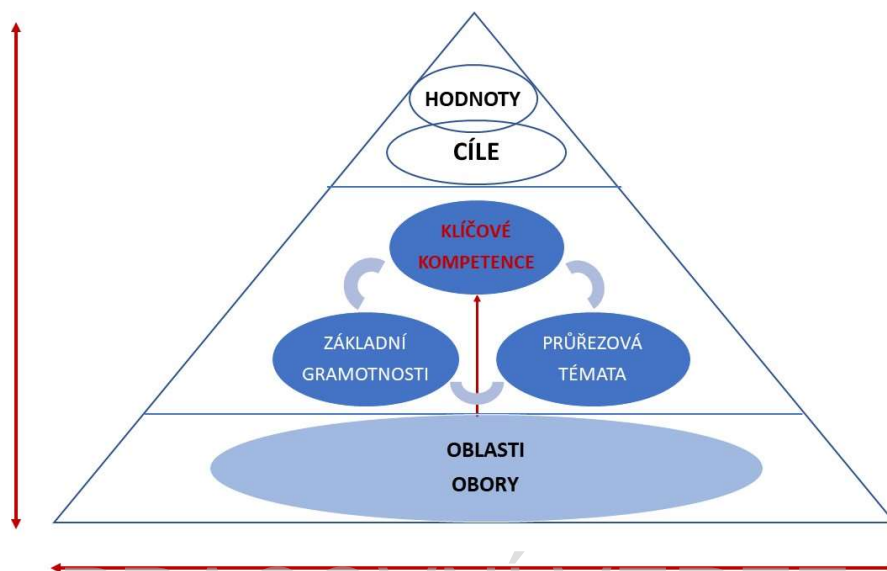 HODNOTY
CÍLE
KLÍČOVÉ
KOMPETENCE
ZÁKLADNÍ
GRAMOTNOSTI
PRŮŘEZOVÁ
TÉMATA
OBLASTI
OBORY